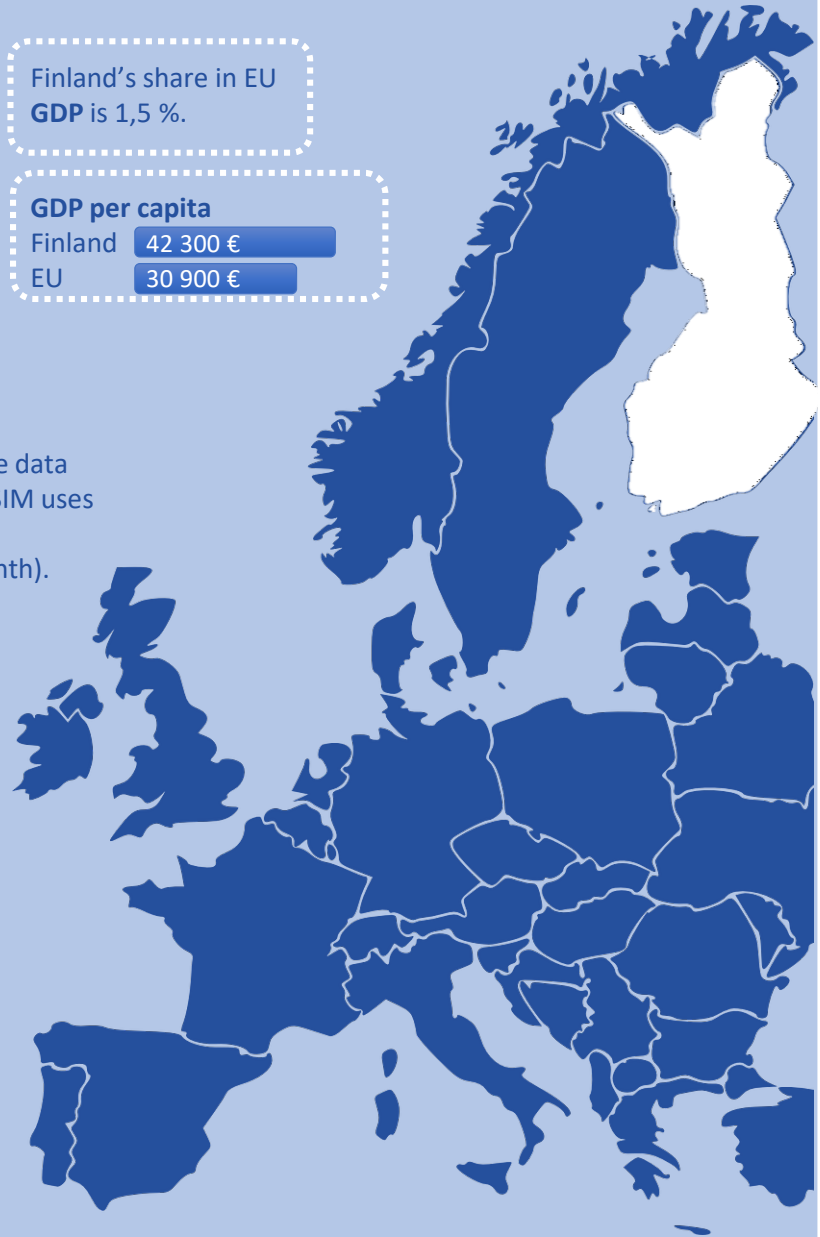 Finland's share in EU
GDP is 1,5 %.
GDP per capita
Finland 42 300 €
EU 30 900 €
e data
SIM uses
nth).